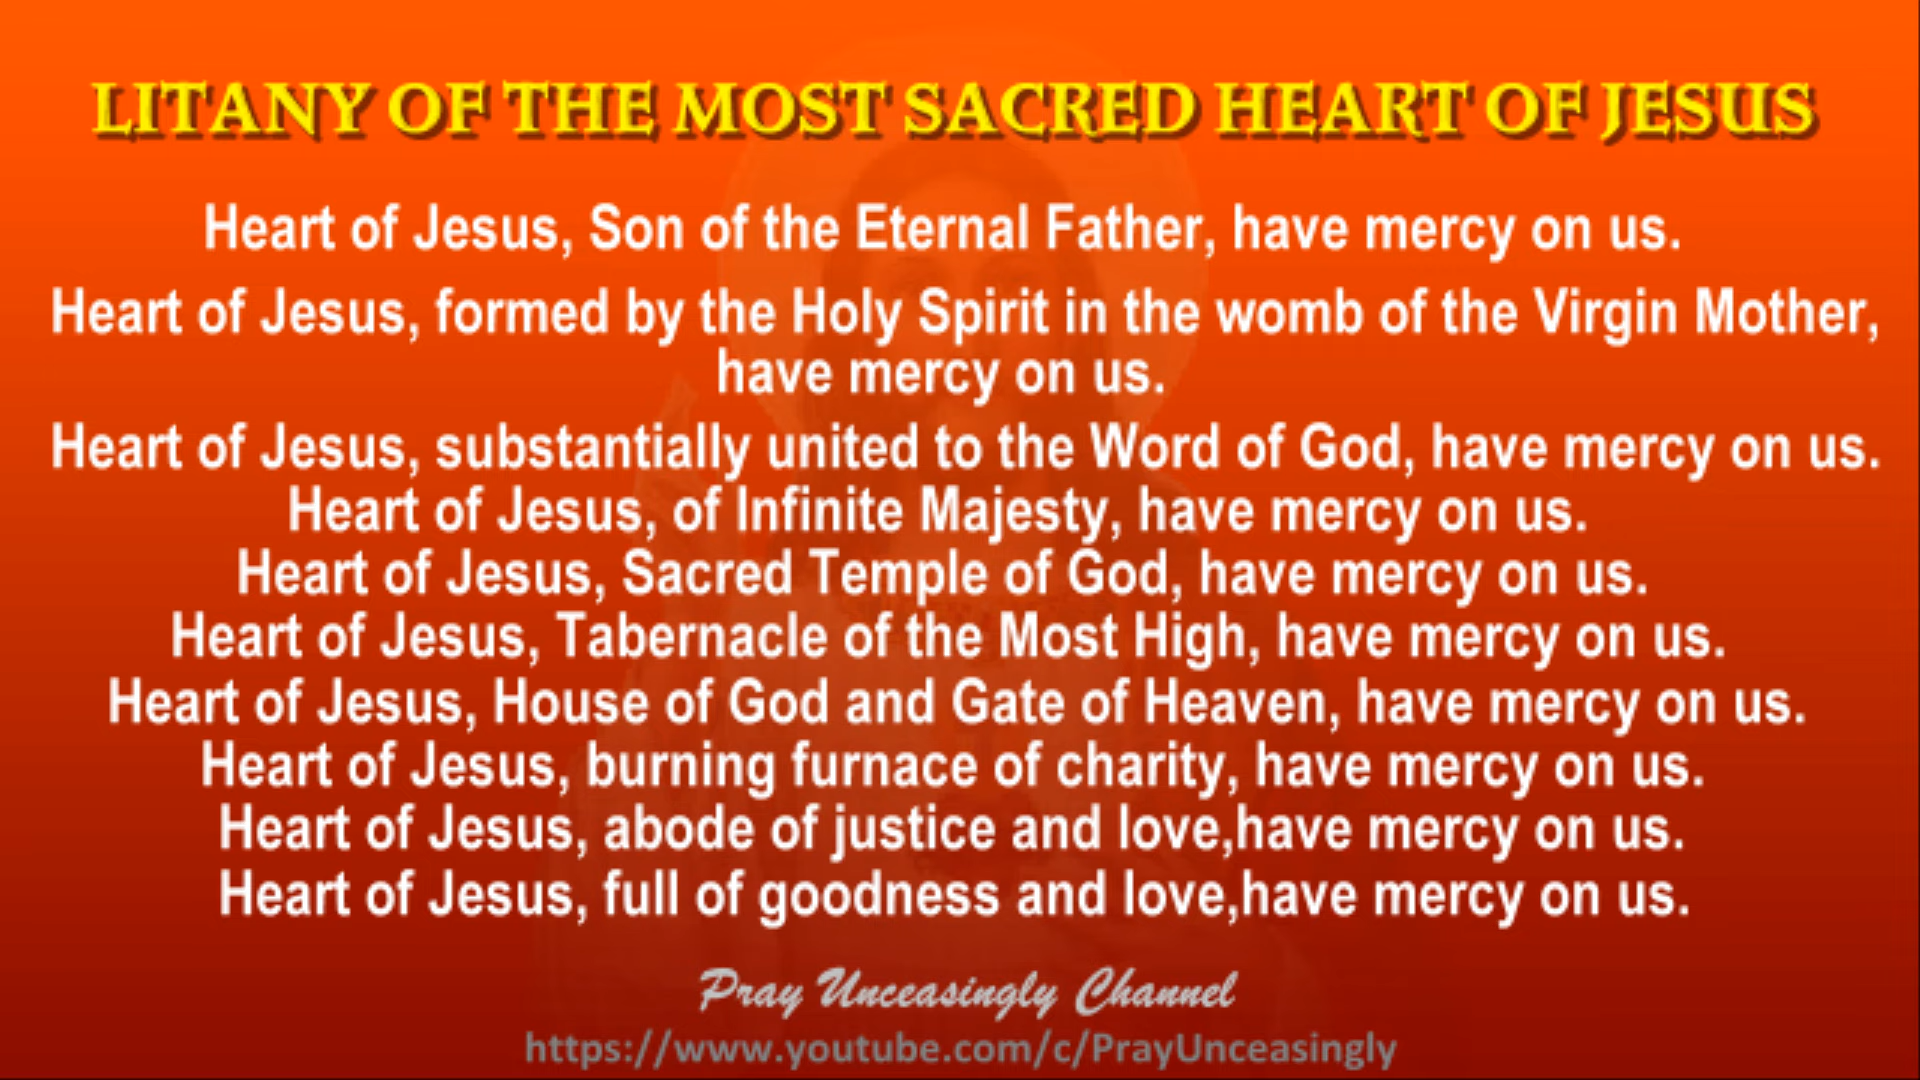 LITANY OF THE MOST SACRED HEART OF JESUS
Heart of Jesus, Son of the Eternal Father, have mercy on us.
Heart of Jesus, formed by the Holy Spirit in the womb of the Virgin Mother,
have mercy on us.
Heart of Jesus, substantially united to the Word of God, have mercy on us.
Heart of Jesus, of Infinite Majesty, have mercy on us.
Heart of Jesus, Sacred Temple of God, have mercy on us.
Heart of Jesus, Tabernacle of the Most High, have mercy on us.
Heart of Jesus, House of God and Gate of Heaven, have mercy on us.
Heart of Jesus, burning furnace of charity, have mercy on us.
Heart of Jesus, abode of justice and love,have mercy on us.
Heart of Jesus, full of goodness and love,have mercy on us.
Pray Unceasingly Channel
https://www.youtube.com/c/PrayUnceasingly